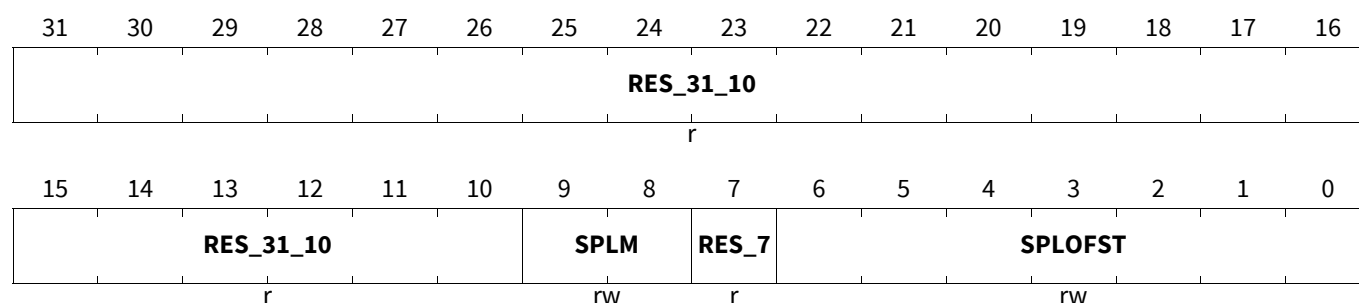 31 30 29 28 27 26 25 24 23 22 21 20 19 18 17 16
RES_31_10
r
15 14 13 12 11 10 9 8 7 6 5 4 3 2 1 0
RES_31_10 SPLM RES_7 SPLOFST
r rw r rw